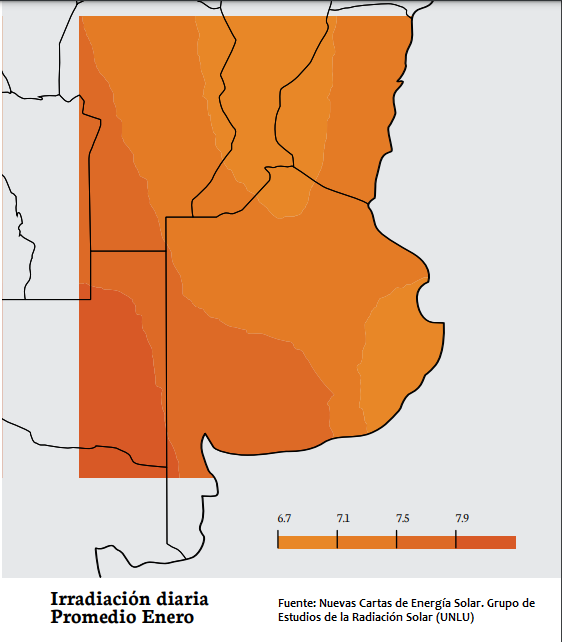 6.7 7.1 7.5 7.9
Irradiación diaria
Promedio Enero
Fuente: Nuevas Cartas de Energía Solar. Grupo de
Estudios de la Radiación Solar (UNLU)